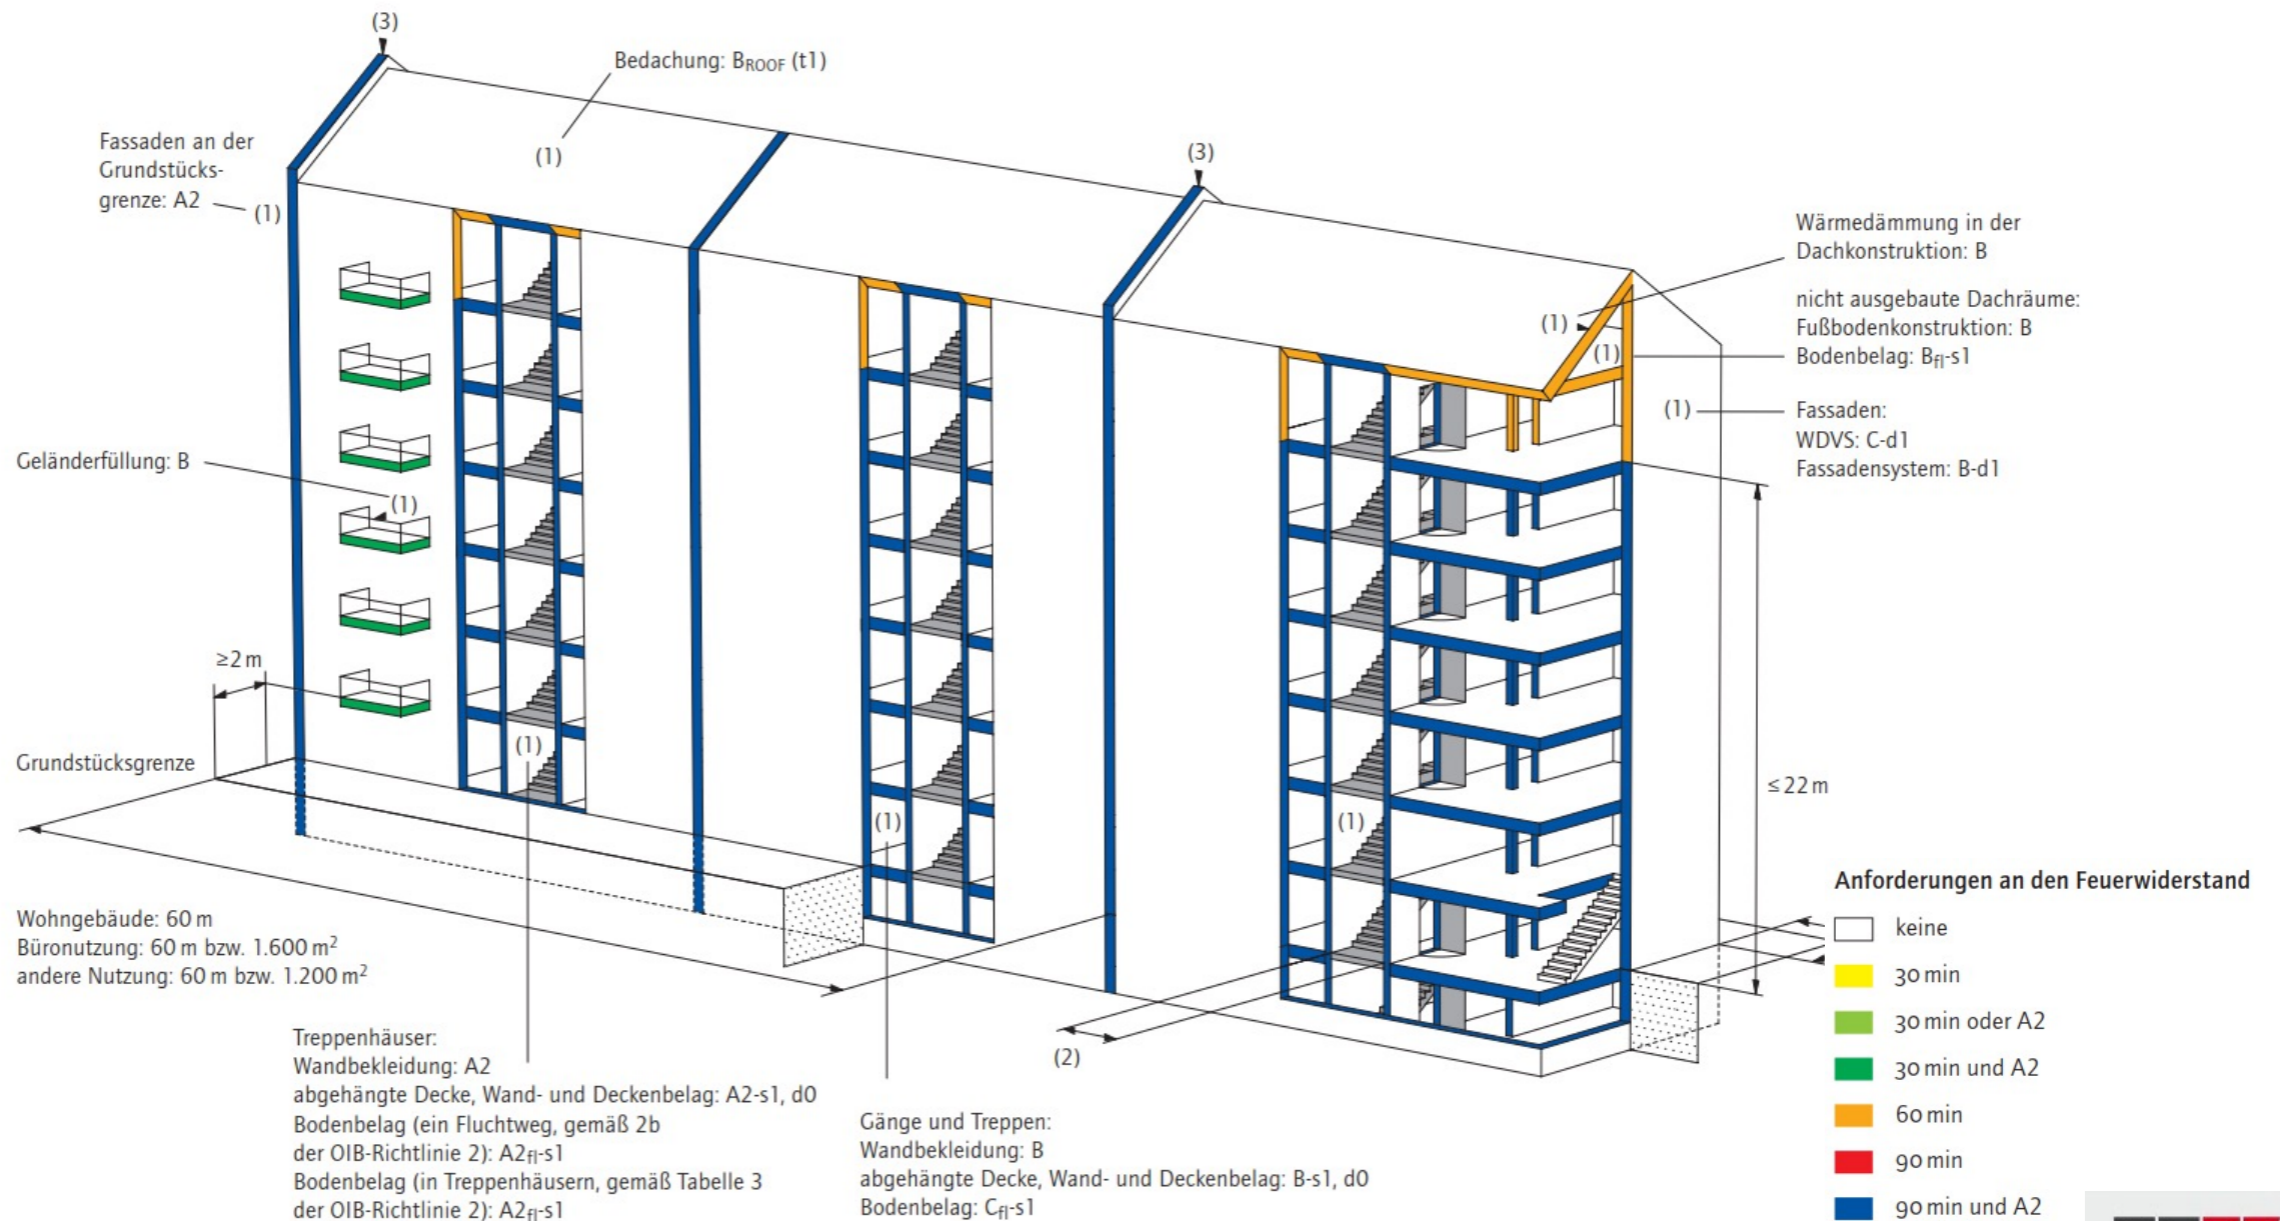 (3)
Bedachung: BROOF (t1)
(1)
Fassaden an der
Grundstücks-
grenze: A2
(1)
(3)
Wärmedämmung in der
Dachkonstruktion: B
(1)
nicht ausgebaute Dachräume:
Fußbodenkonstruktion: B
Bodenbelag: Bfl-s1
(1)
Fassaden:
WDVS: C-d1
Fassadensystem: B-d1
(1)
Geländerfüllung: B
(1)
≥2 m
Grundstücksgrenze
(1)
(1)
(1)
≤ 22 m
Wohngebäude: 60 m
Büronutzung: 60 m bzw. 1.600 m²
andere Nutzung: 60 m bzw. 1.200 m²
(2)
Treppenhäuser:
Wandbekleidung: A2
abgehängte Decke, Wand- und Deckenbelag: A2-s1, d0
Bodenbelag (ein Fluchtweg, gemäß 2b
der OIB-Richtlinie 2): A2fl-s1
Bodenbelag (in Treppenhäusern, gemäß Tabelle 3
der OIB-Richtlinie 2): A2fl-s1
Gänge und Treppen:
Wandbekleidung: B
abgehängte Decke, Wand- und Deckenbelag: B-s1, d0
Bodenbelag: Cfl-s1
Anforderungen an den Feuerwiderstand
keine
30 min
30 min oder A2
30 min und A2
60 min
90 min
90 min und A2